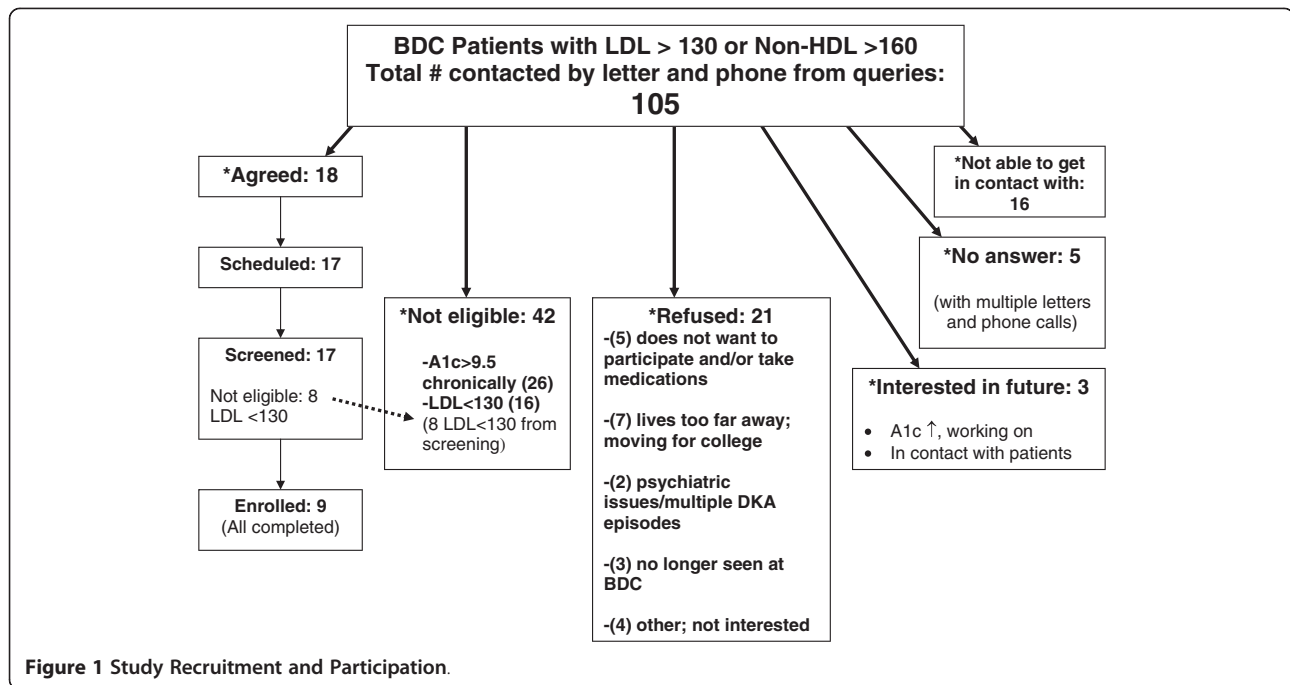 BDC Patients with LDL > 130 or Non-HDL >160
Total # contacted by letter and phone from queries:
105
*Agreed: 18
Scheduled: 17
Screened: 17
Not eligible: 8
LDL <130
Enrolled: 9
(All completed)
*Not eligible: 42
-A1c>9.5
chronically (26)
-LDL<130 (16)
(8 LDL<130 from
screening)
*Refused: 21
-(5) does not want to
participate and/or take
medications
-(7) lives too far away;
moving for college
-(2) psychiatric
issues/multiple DKA
episodes
-(3) no longer seen at
BDC
-(4) other; not interested
*Interested in future: 3
• A1c ↑, working on
• In contact with patients
*No answer: 5
(with multiple letters
and phone calls)
*Not able to get
in contact with:
16
Figure 1 Study Recruitment and Participation.